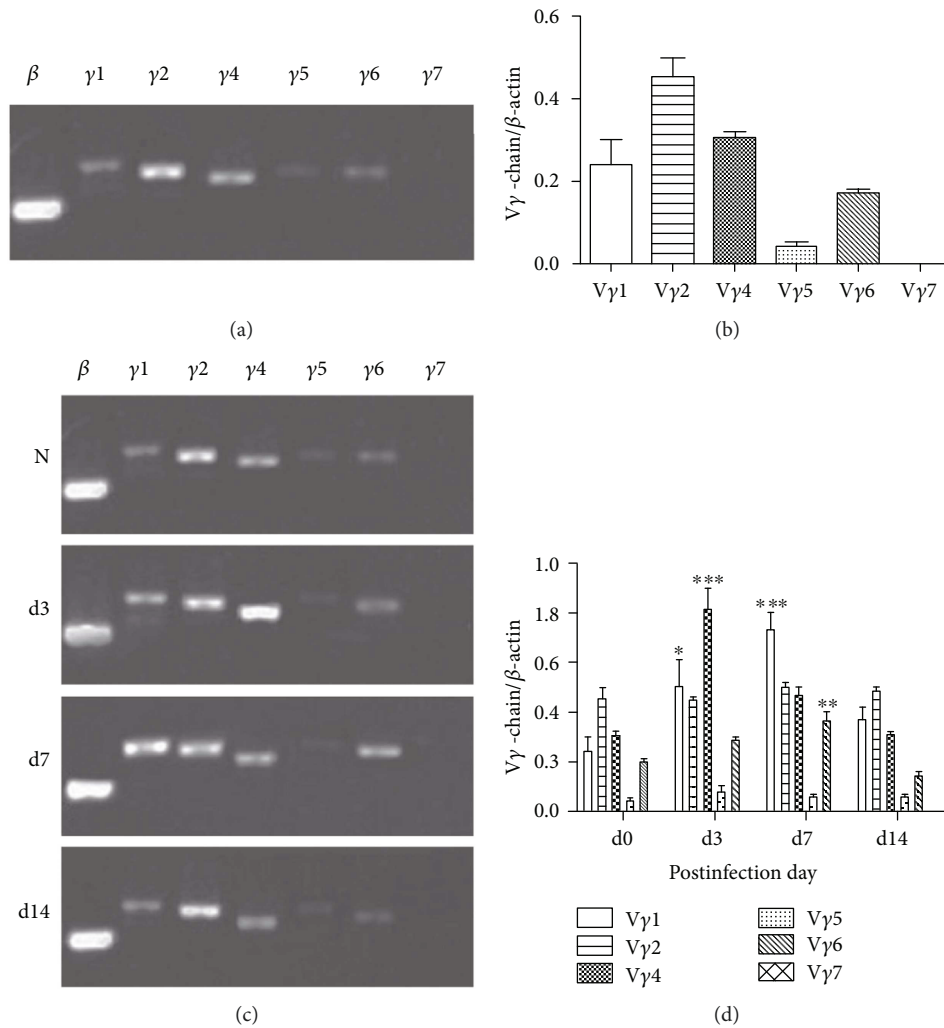 β γ1 γ2 γ4 γ5 γ6 γ7
(a)
0.6
0.4
0.2
0.0
Vγ-chain/β-actin
Vγ1 Vγ2 Vγ4 Vγ5 Vγ6 Vγ7
(b)
β γ1 γ2 γ4 γ5 γ6 γ7
N
d3
d7
d14
(c)
1.0
1.8
0.6
0.4
0.3
0.0
Vγ-chain/β-actin
*
***
***
**
d0 d3 d7 d14
Postinfection day
Vγ1
Vγ2
Vγ4
Vγ5
Vγ6
Vγ7
(d)